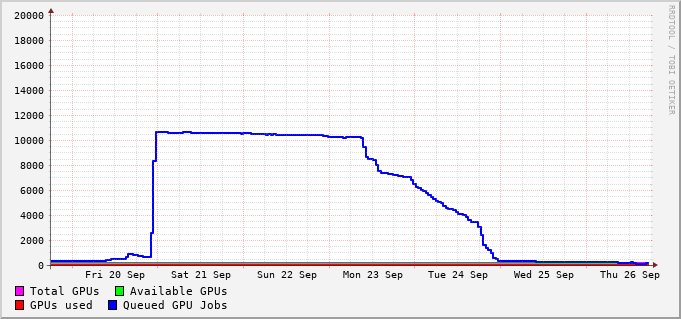 20000
18000
16000
14000
12000
10000
8000
6000
4000
2000
0
Fri 20 Sep Sat 21 Sep Sun 22 Sep Mon 23 Sep Tue 24 Sep Wed 25 Sep Thu 26 Sep
Total GPUs Available GPUs
GPUs used Queued GPU Jobs
RRDTOOL / TOBI OETIKER